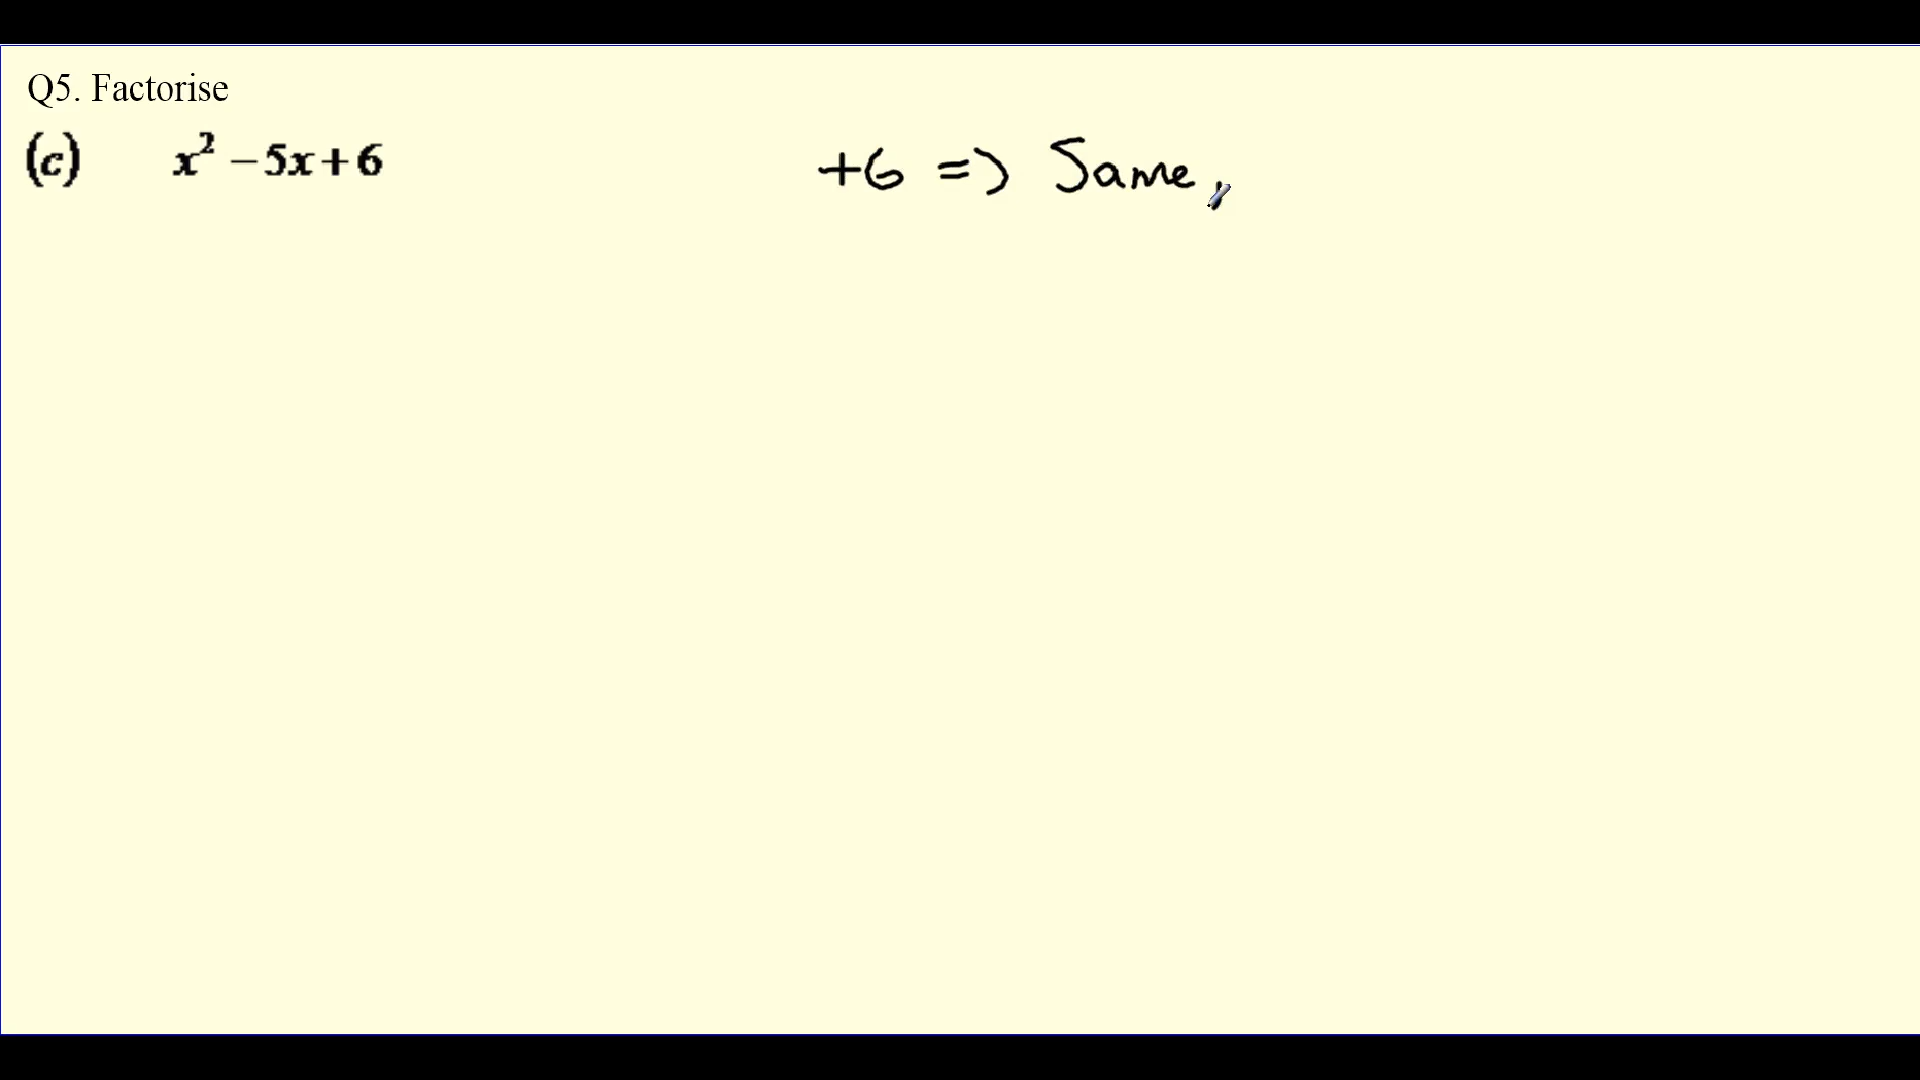 Q5. Factorise
(c) x² – 5x + 6
+6 => Same,